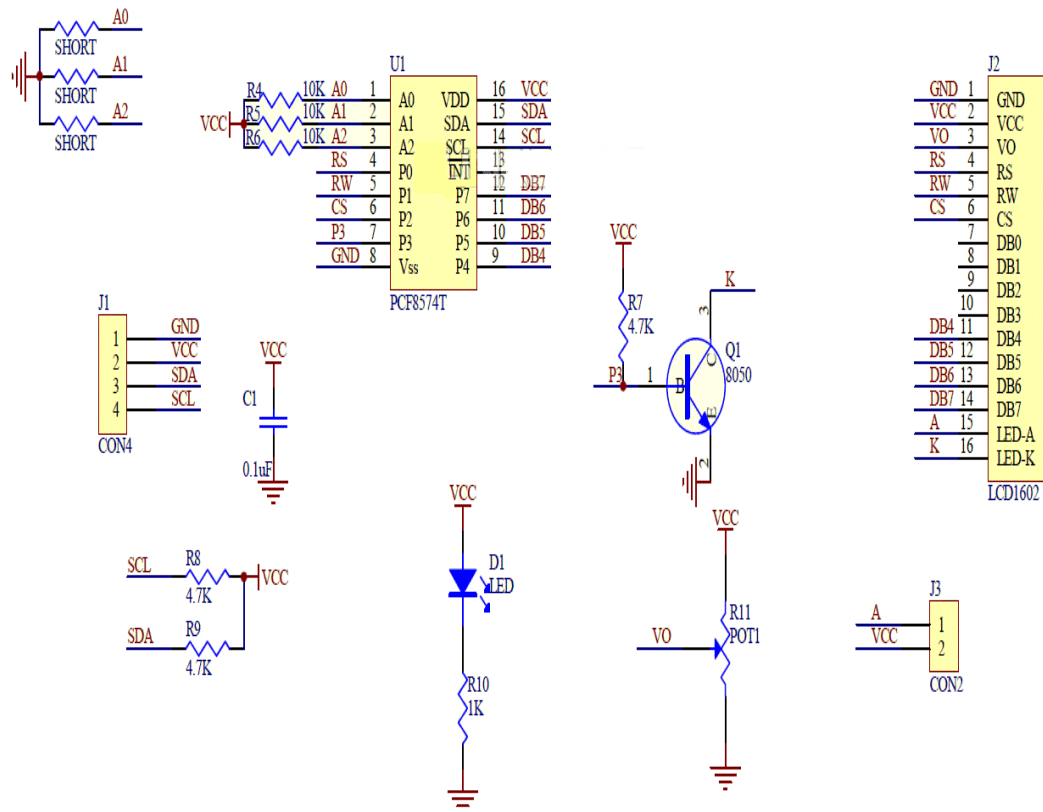 A0
SHORT
A1
SHORT
A2
SHORT
U1
R4 10K A0 1 A0 VDD 16 VCC
R5 10K A1 2 A1 SDA 15 SDA
VCC
R6 10K A2 3 A2 SCL 14 SCL
RS 4 P0 INT 13
RW 5 P1 P7 12 DB7
CS 6 P2 P6 11 DB6
P3 7 P3 P5 10 DB5
GND 8 Vss P4 9 DB4
PCF8574T
J2
GND 1 GND
VCC 2 VCC
VO 3 VO
RS 4 RS
RW 5 RW
CS 6 CS
7 DB0
8 DB1
9 DB2
10 DB3
DB4 11 DB4
DB5 12 DB5
DB6 13 DB6
DB7 14 DB7
A 15 LED-A
K 16 LED-K
LCD1602
J1
1 GND
2 VCC
3 SDA
4 SCL
CON4
VCC
C1
0.1uF
VCC
R7
4.7K
P3 1 B
K
3
C
Q1
8050
E
2
SCL R8
4.7K
VCC
SDA R9
4.7K
VCC
D1
LED
R10
1K
VCC
R11
VO POT1
J3
A 1
VCC 2
CON2